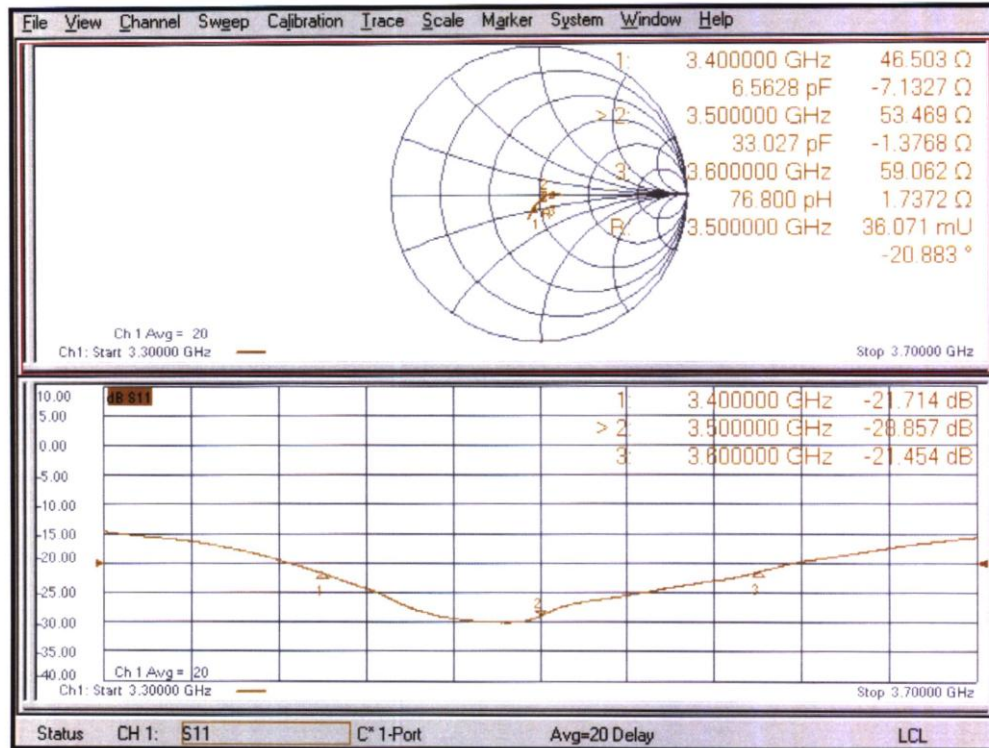 File View Channel Sweep Calibration Trace Scale Marker System Window Help
1: 3.400000 GHz 46.503 Ω
6.5628 pF -7.1327 Ω
> 2: 3.500000 GHz 53.469 Ω
33.027 pF -1.3768 Ω
3: 3.600000 GHz 59.062 Ω
76.800 pH 1.7372 Ω
R: 3.500000 GHz 36.071 mU
-20.883 °
2
1
Ch 1 Avg = 20
Ch1: Start 3.30000 GHz
Stop 3.70000 GHz
10.00 dB S11
1: 3.400000 GHz -21.714 dB
5.00
> 2: 3.500000 GHz -28.857 dB
0.00
3: 3.600000 GHz -21.454 dB
-5.00
-10.00
-15.00
-20.00
-25.00
1 2 3
-30.00
-35.00
-40.00
Ch 1 Avg = 20
Ch1: Start 3.30000 GHz
Stop 3.70000 GHz
Status CH 1: S11 C* 1-Port Avg=20 Delay LCL